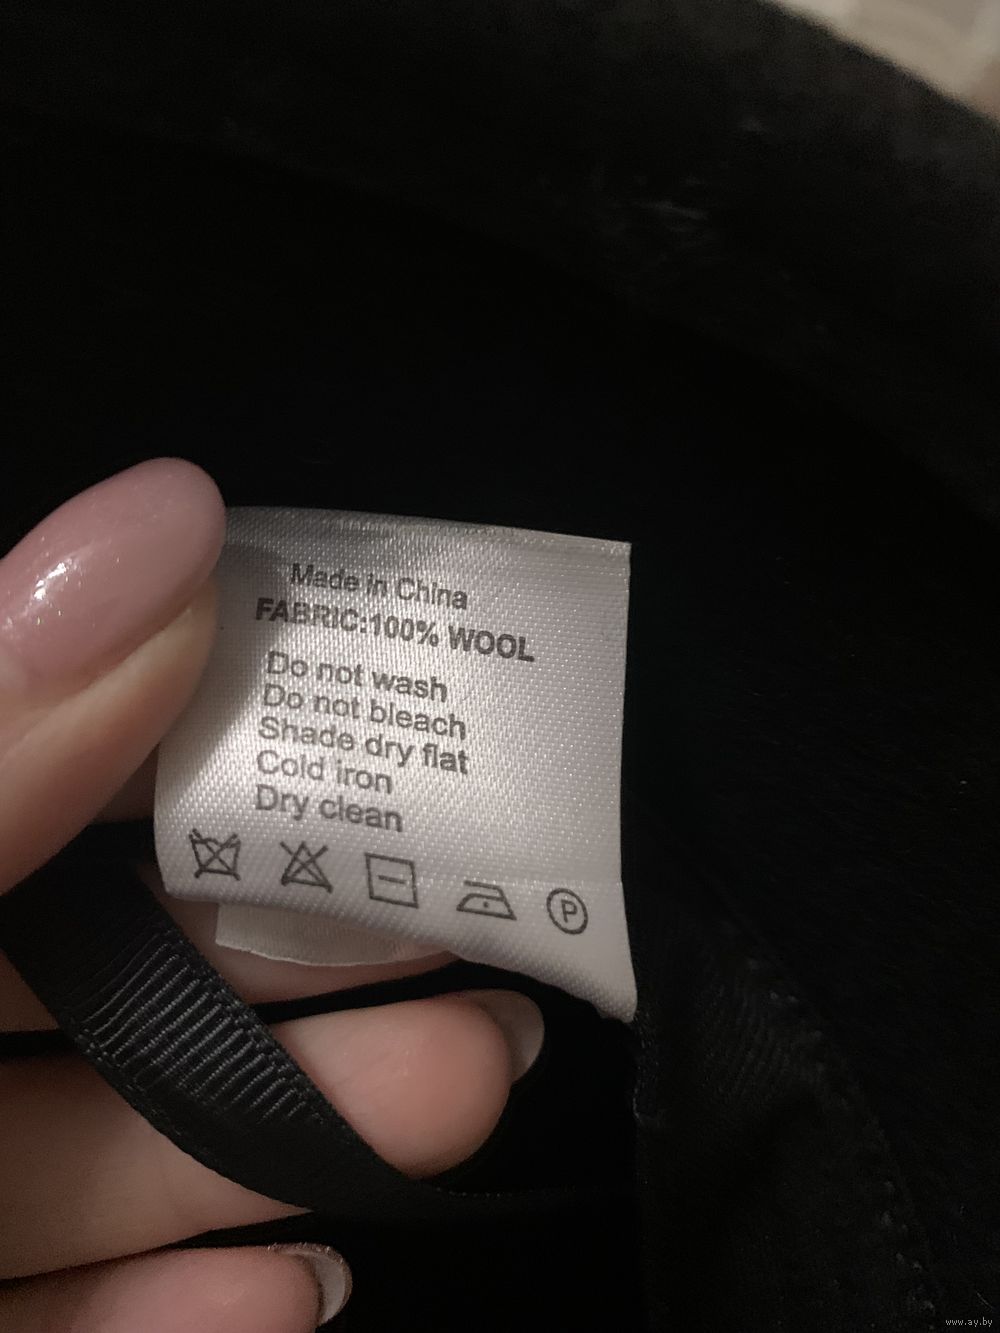 Made in China
FABRIC:100% WOOL
Do not wash
Do not bleach
Shade dry flat
Cold iron
Dry clean
P
www.ay.by